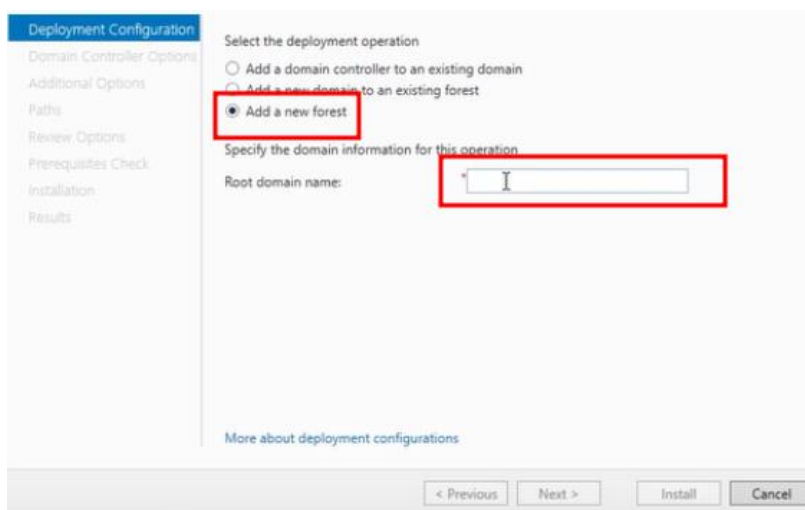 Deployment Configuration
Domain Controller Options
Additional Options
Paths
Review Options
Prerequisites Check
Installation
Results
Select the deployment operation
Add a domain controller to an existing domain
Add a new domain to an existing forest
Add a new forest
Specify the domain information for this operation
Root domain name:
*
More about deployment configurations
< Previous
Next >
Install
Cancel